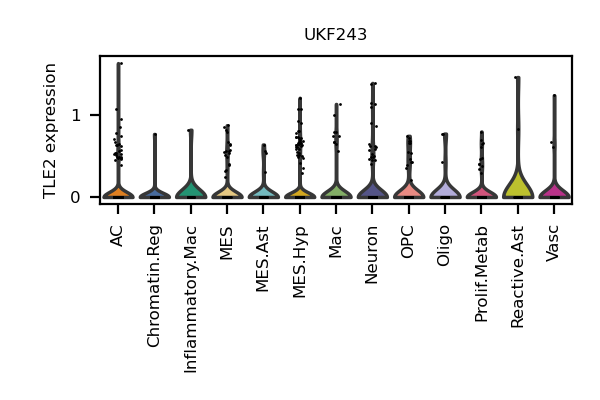 UKF243
TLE2 expression
1
0
AC
Chromatin.Reg
Inflammatory.Mac
MES
MES.Ast
MES.Hyp
Mac
Neuron
OPC
Oligo
Prolif.Metab
Reactive.Ast
Vasc